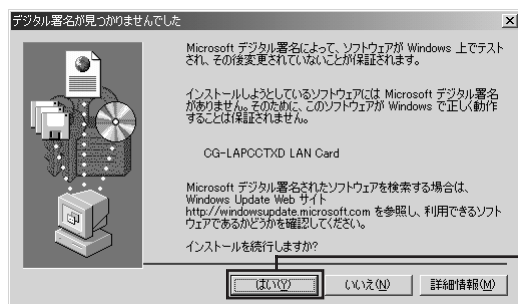 デジタル署名が見つかりませんでした
Microsoft デジタル署名によって、ソフトウェアが Windows 上でテスト
され、その後変更されていないことが保証されます。
インストールしようとしているソフトウェアには Microsoft デジタル署名
がありません。そのために、このソフトウェアが Windows で正しく動作
することは保証されません。
CG-LAPCCTXD LAN Card
Microsoft デジタル署名されたソフトウェアを検索する場合は、
Windows Update Web サイト
http://windowsupdate.microsoft.com を参照し、利用できるソフト
ウェアであるかどうかを確認してください。
インストールを続行しますか?
はい(Y) いいえ(N) 詳細情報(M)